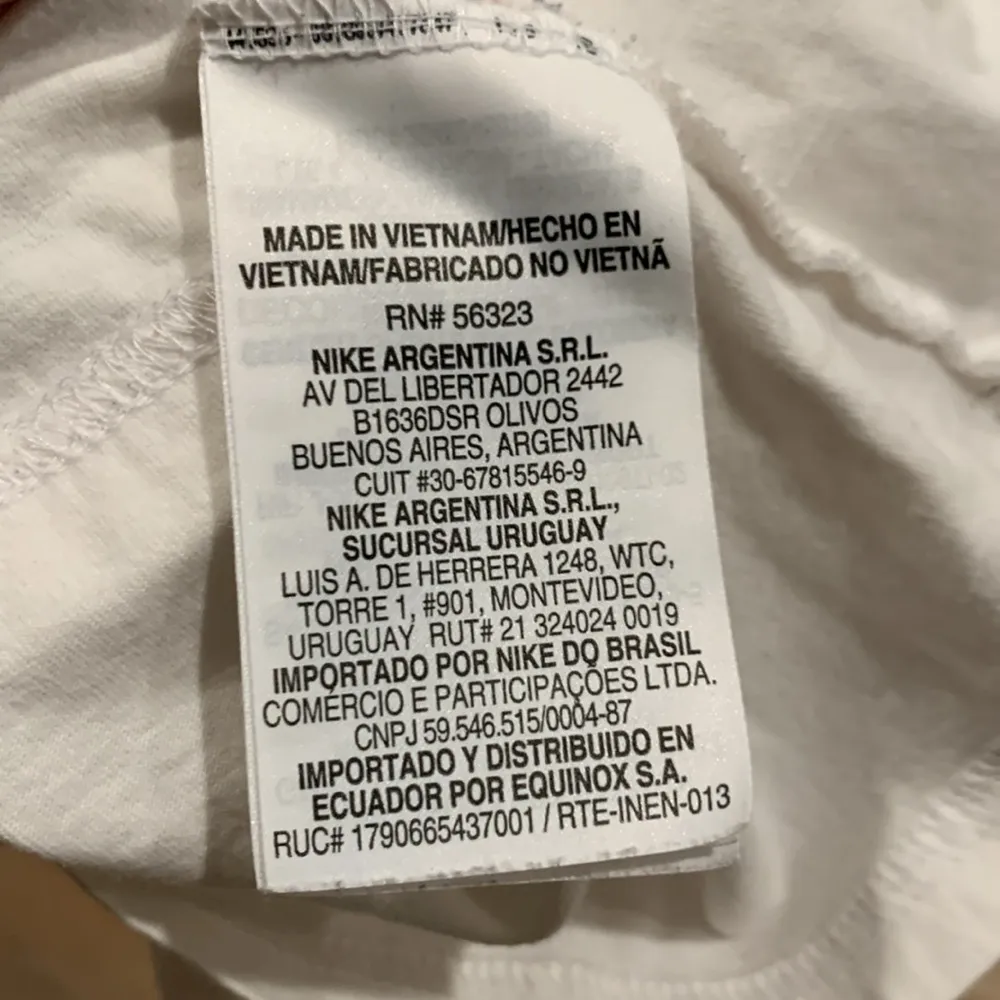 MADE IN VIETNAM/HECHO EN
VIETNAM/FABRICADO NO VIETNÃ
RN# 56323
NIKE ARGENTINA S.R.L.
AV DEL LIBERTADOR 2442
B1636DSR OLIVOS
BUENOS AIRES, ARGENTINA
CUIT #30-67815546-9
NIKE ARGENTINA S.R.L.,
SUCURSAL URUGUAY
LUIS A. DE HERRERA 1248, WTC,
TORRE 1, #901, MONTEVIDEO,
URUGUAY RUT# 21 324024 0019
IMPORTADO POR NIKE DO BRASIL
COMÉRCIO E PARTICIPAÇÕES LTDA.
CNPJ 59.546.515/0004-87
IMPORTADO Y DISTRIBUIDO EN
ECUADOR POR EQUINOX S.A.
RUC# 1790665437001 / RTE-INEN-013